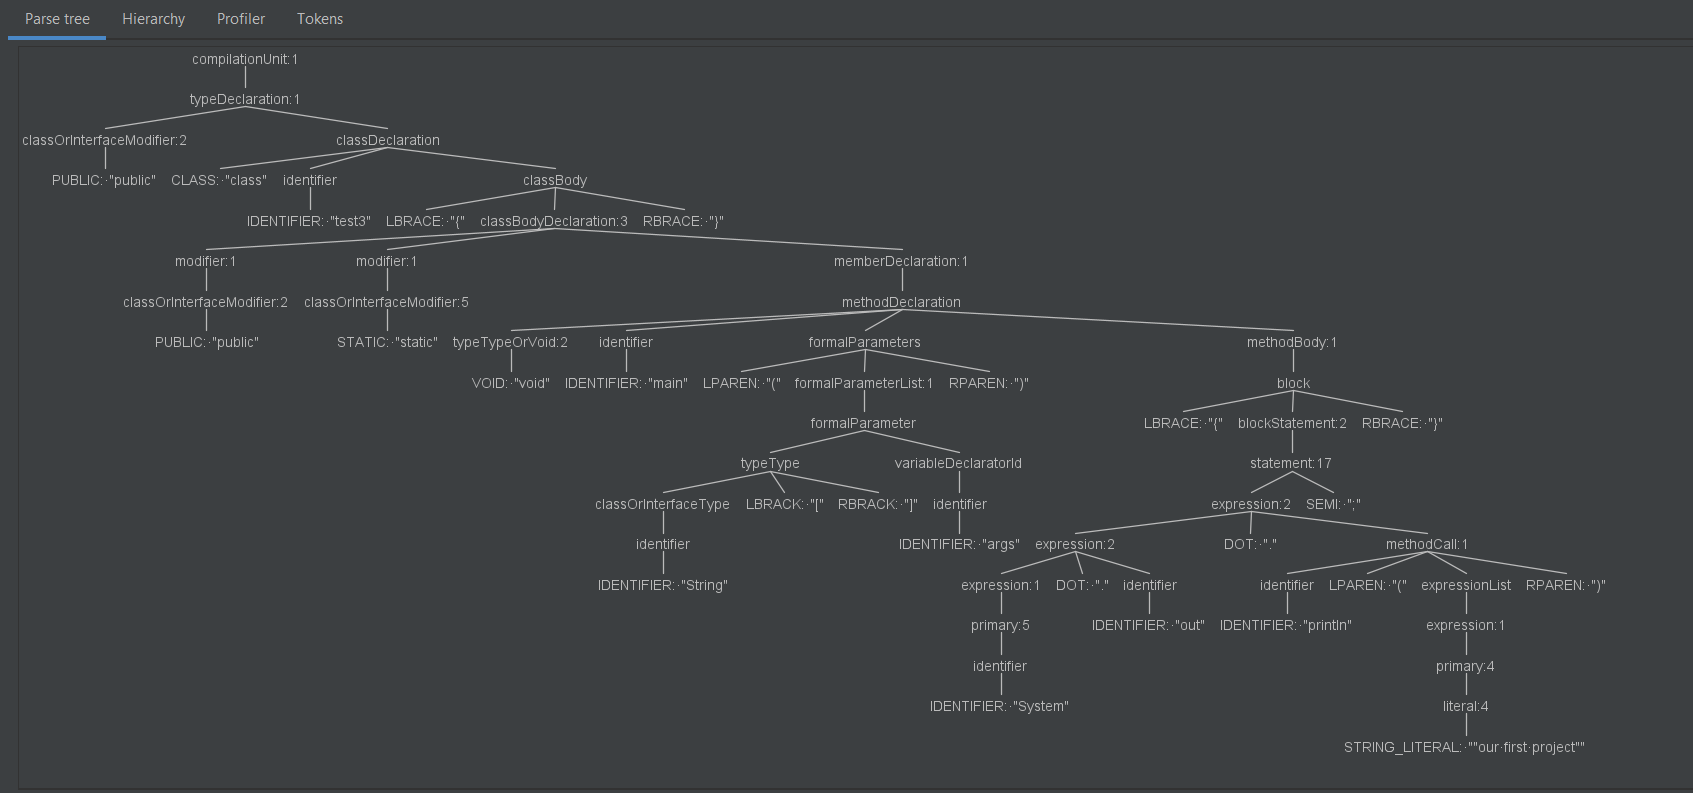 Parse tree Hierarchy Profiler Tokens
compilationUnit:1
typeDeclaration:1
classOrInterfaceModifier:2 classDeclaration
PUBLIC:·"public" CLASS:·"class" identifier classBody
IDENTIFIER:·"test3" LBRACE:·"{" classBodyDeclaration:3 RBRACE:·"}"
modifier:1 modifier:1 memberDeclaration:1
classOrInterfaceModifier:2 classOrInterfaceModifier:5 methodDeclaration
PUBLIC:·"public" STATIC:·"static" typeTypeOrVoid:2 identifier formalParameters methodBody:1
VOID:·"void" IDENTIFIER:·"main" LPAREN:·"(" formalParameterList:1 RPAREN:·")" block
formalParameter LBRACE:·"{" blockStatement:2 RBRACE:·"}"
typeType variableDeclaratorId statement:17
classOrInterfaceType LBRACK:·"[" RBRACK:·"]" identifier expression:2 SEMI:·";"
identifier IDENTIFIER:·"args" expression:2 DOT:·"." methodCall:1
IDENTIFIER:·"String" expression:1 DOT:·"." identifier identifier LPAREN:·"(" expressionList RPAREN:·")"
primary:5 IDENTIFIER:·"out" IDENTIFIER:·"println" expression:1
identifier primary:4
IDENTIFIER:·"System" literal:4
STRING_LITERAL:·""our·first·project""